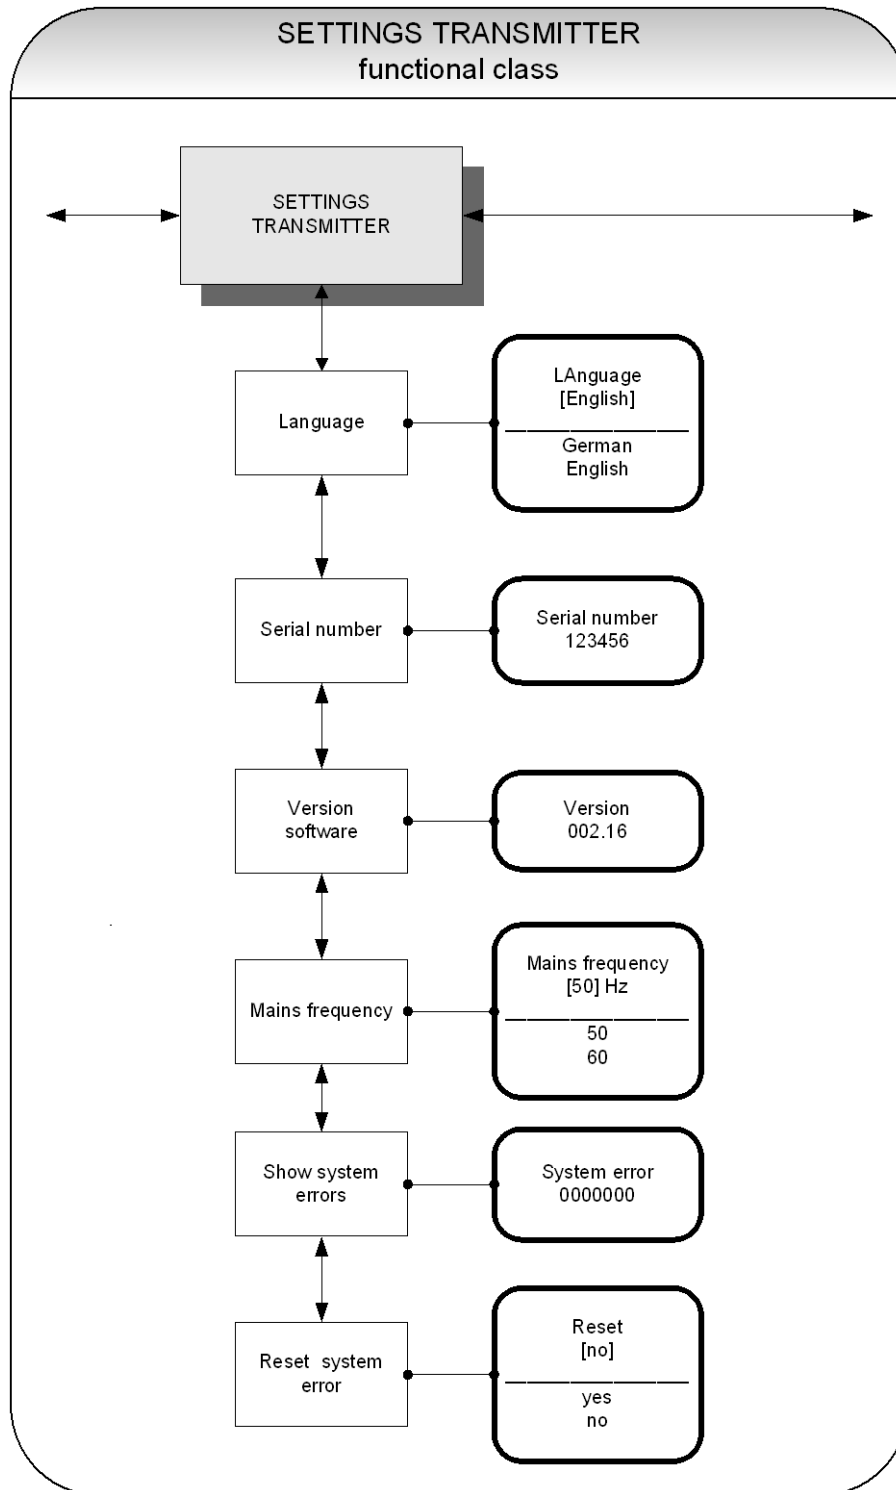 SETTINGS TRANSMITTER
functional class
SETTINGS
TRANSMITTER
Language
LAnguage
[English]
German
English
Serial number
Serial number
123456
Version
software
Version
002.16
Mains frequency
Mains frequency
[50] Hz
50
60
Show system
errors
System error
0000000
Reset system
error
Reset
[no]
yes
no